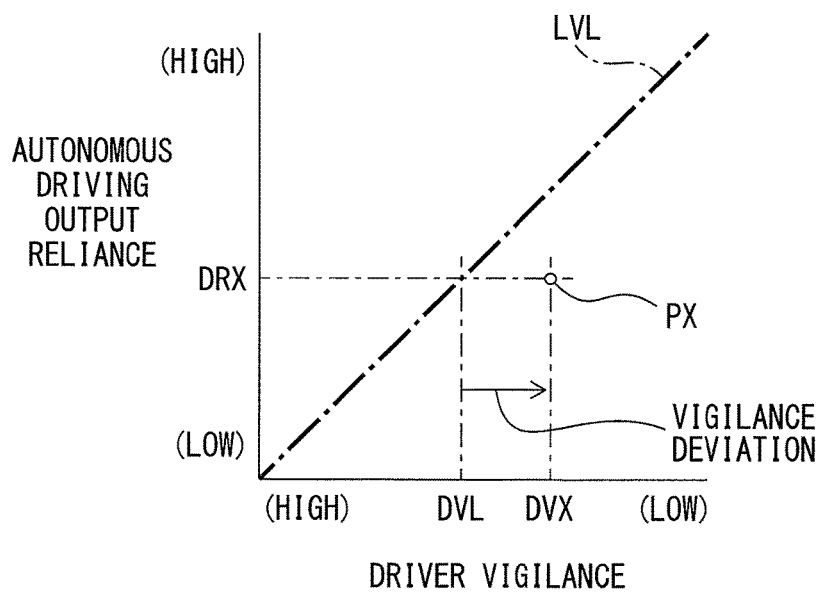 LVL
(HIGH)
AUTONOMOUS
DRIVING
OUTPUT
RELIANCE
DRX
PX
(LOW)
VIGILANCE
DEVIATION
(HIGH) DVL DVX (LOW)
DRIVER VIGILANCE